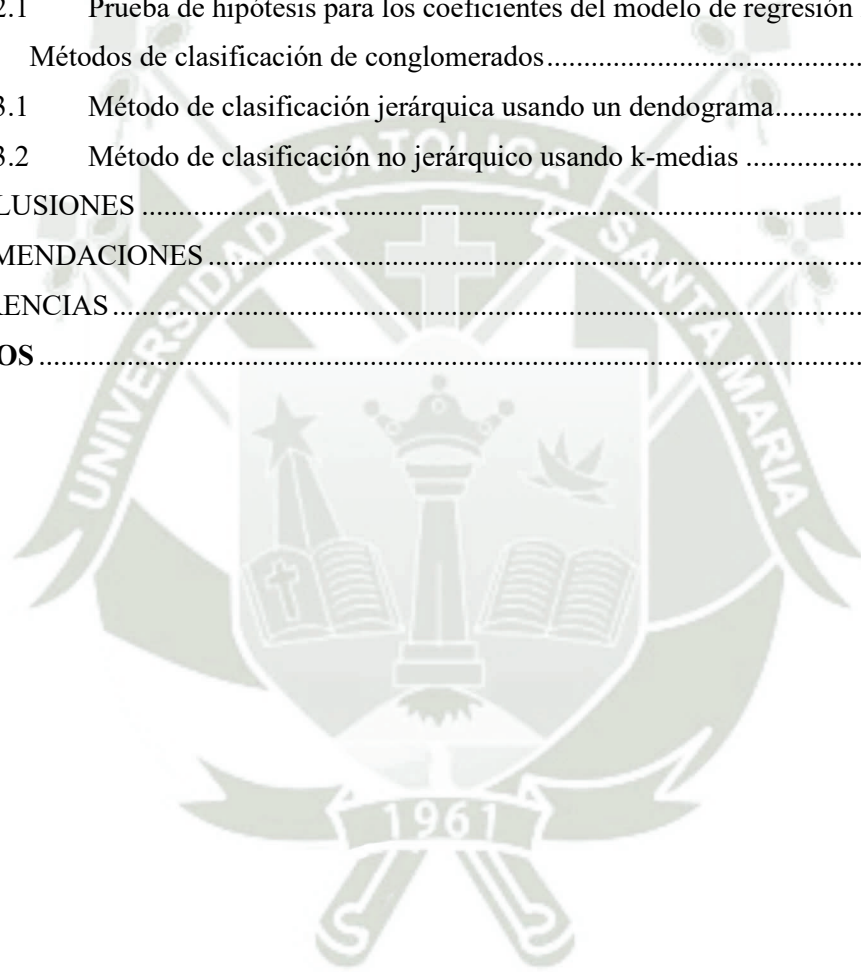 2.1 Prueba de hipótesis para los coeficientes del modelo de regresión
Métodos de clasificación de conglomerados..........................................................
3.1 Método de clasificación jerárquica usando un dendograma...............
3.2 Método de clasificación no jerárquico usando k-medias ....................
LUSIONES ..........................................................................................................
MENDACIONES ..................................................................................................
RENCIAS ............................................................................................................
OS .....................................................................................................................
UNIVERSIDAD CATOLICA SANTA MARIA
1961